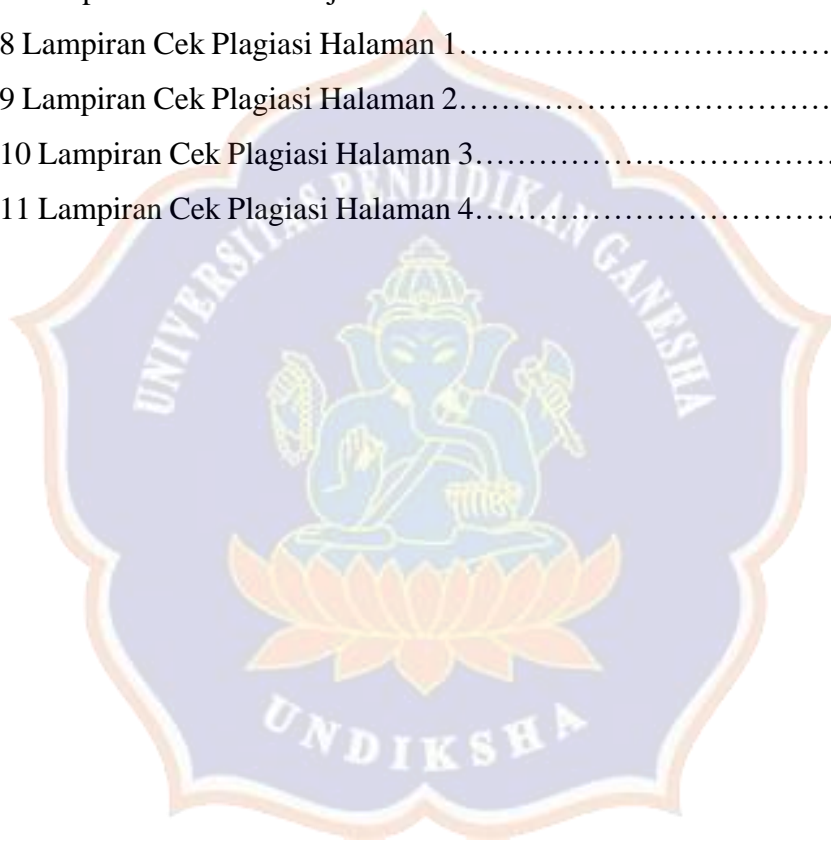 8 Lampiran Cek Plagiasi Halaman 1…………………………………
9 Lampiran Cek Plagiasi Halaman 2…………………………………
10 Lampiran Cek Plagiasi Halaman 3…………………………………
11 Lampiran Cek Plagiasi Halaman 4…………………………………
UNIVERSITAS PENDIDIKAN GANESHA
UNDIKSHA